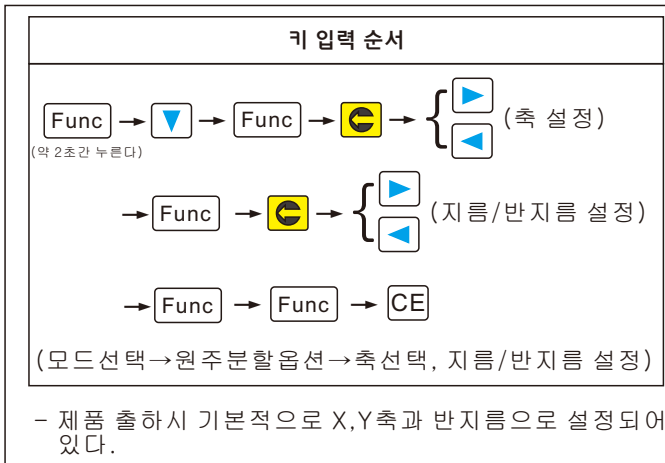 키 입력 순서
Func → ▼ → Func → → { ▶ ◀ (축 설정)
(약 2초간 누른다)
→ Func → → { ▶ ◀ (지름/반지름 설정)
→ Func → Func → CE
(모드선택→원주분할옵션→축선택, 지름/반지름 설정)
- 제품 출하시 기본적으로 X,Y축과 반지름으로 설정되어
있다.